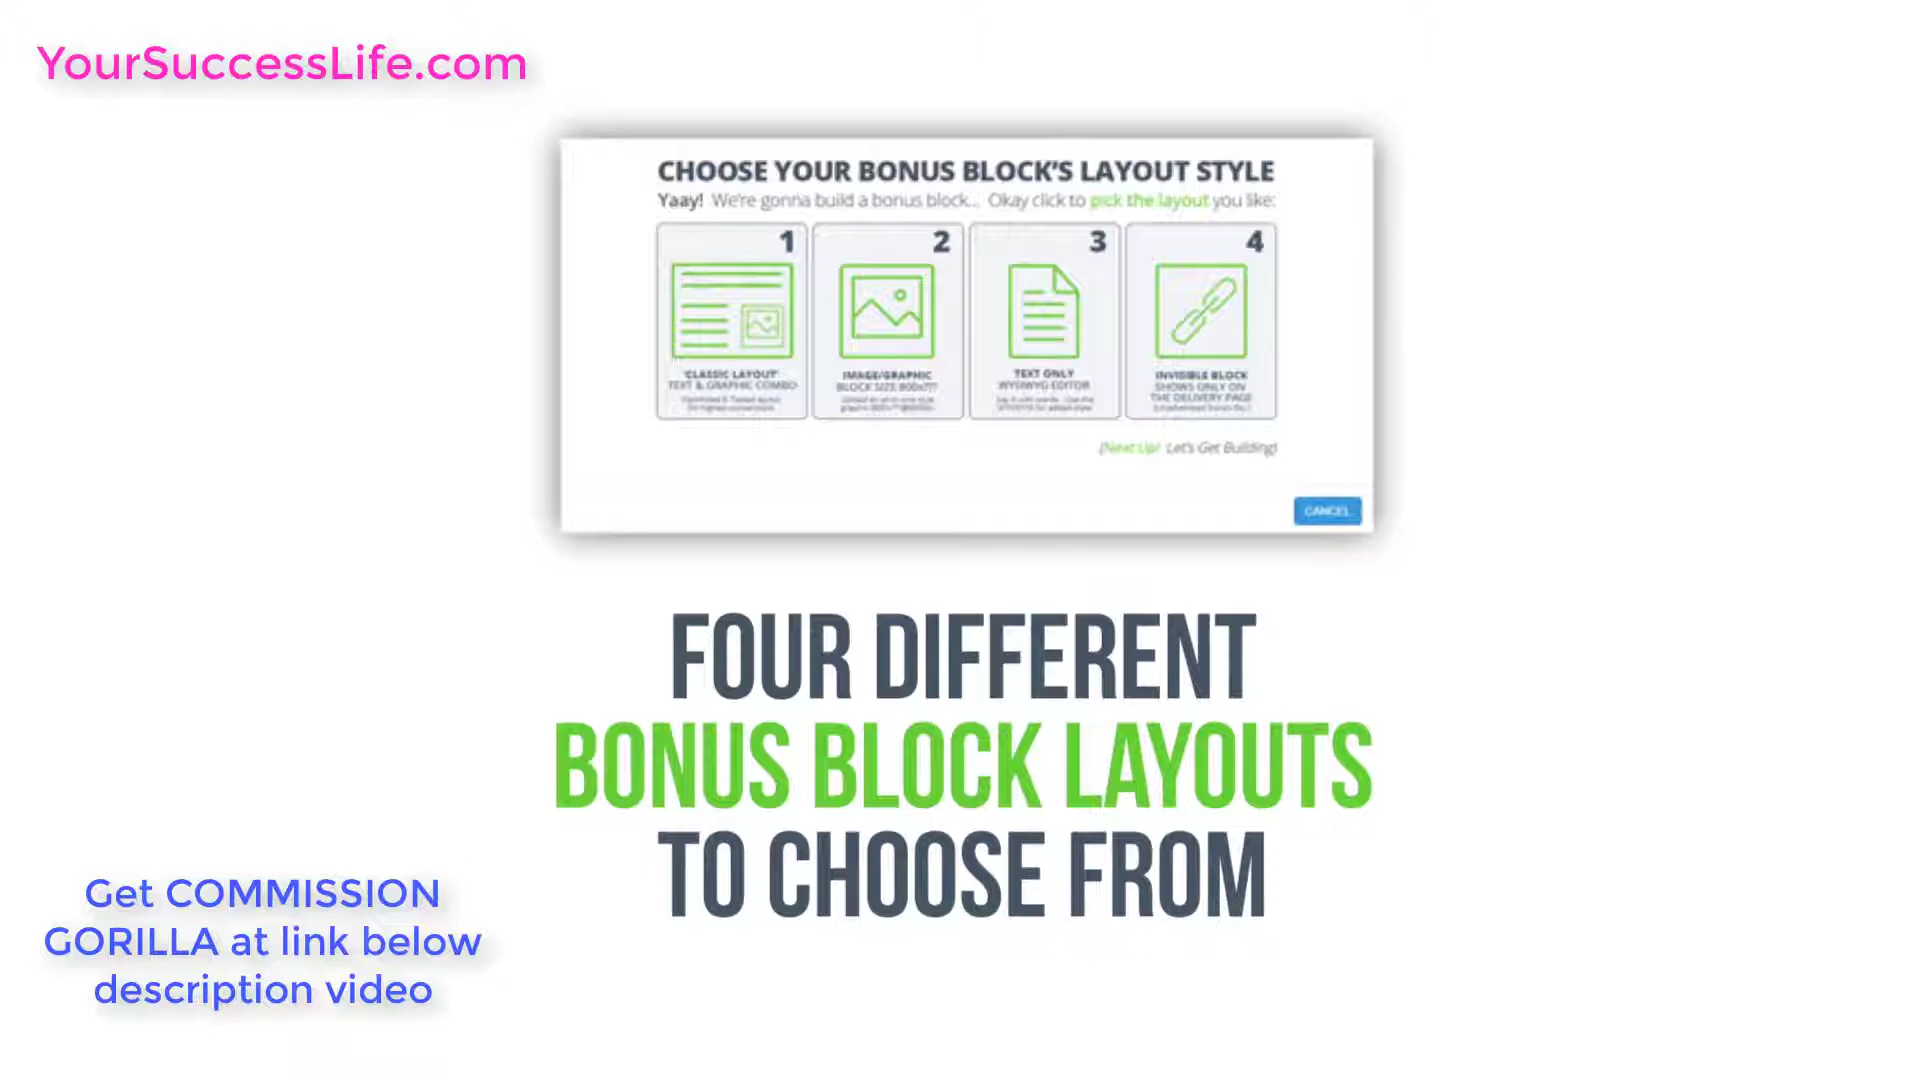 YourSuccessLife.com
CHOOSE YOUR BONUS BLOCK'S LAYOUT STYLE
Yaay! We're gonna build a bonus block... Okay click to pick the layout you like:
1
2
3
4
'CLASSIC LAYOUT'
TEXT & GRAPHIC COMBO
IMAGE/GRAPHIC
BLOCK SIZE
TEXT ONLY
WYSIWYG EDITOR
INVISIBLE BLOCK
SHOWS ONLY ON
THE DELIVERY PAGE
(Next Up! Let's Get Building)
CANCEL
FOUR DIFFERENT
BONUS BLOCK LAYOUTS
TO CHOOSE FROM
Get COMMISSION
GORILLA at link below
description video